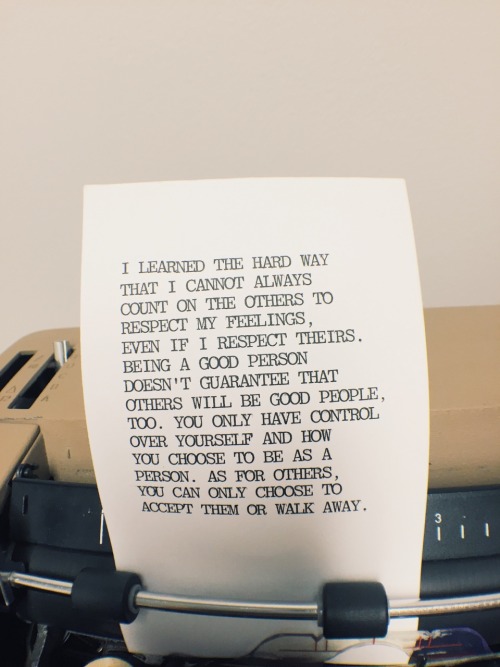 I LEARNED THE HARD WAY
THAT I CANNOT ALWAYS
COUNT ON THE OTHERS TO
RESPECT MY FEELINGS,
EVEN IF I RESPECT THEIRS.
BEING A GOOD PERSON
DOESN'T GUARANTEE THAT
OTHERS WILL BE GOOD PEOPLE,
TOO. YOU ONLY HAVE CONTROL
OVER YOURSELF AND HOW
YOU CHOOSE TO BE AS A
PERSON. AS FOR OTHERS,
YOU CAN ONLY CHOOSE TO
ACCEPT THEM OR WALK AWAY.
3